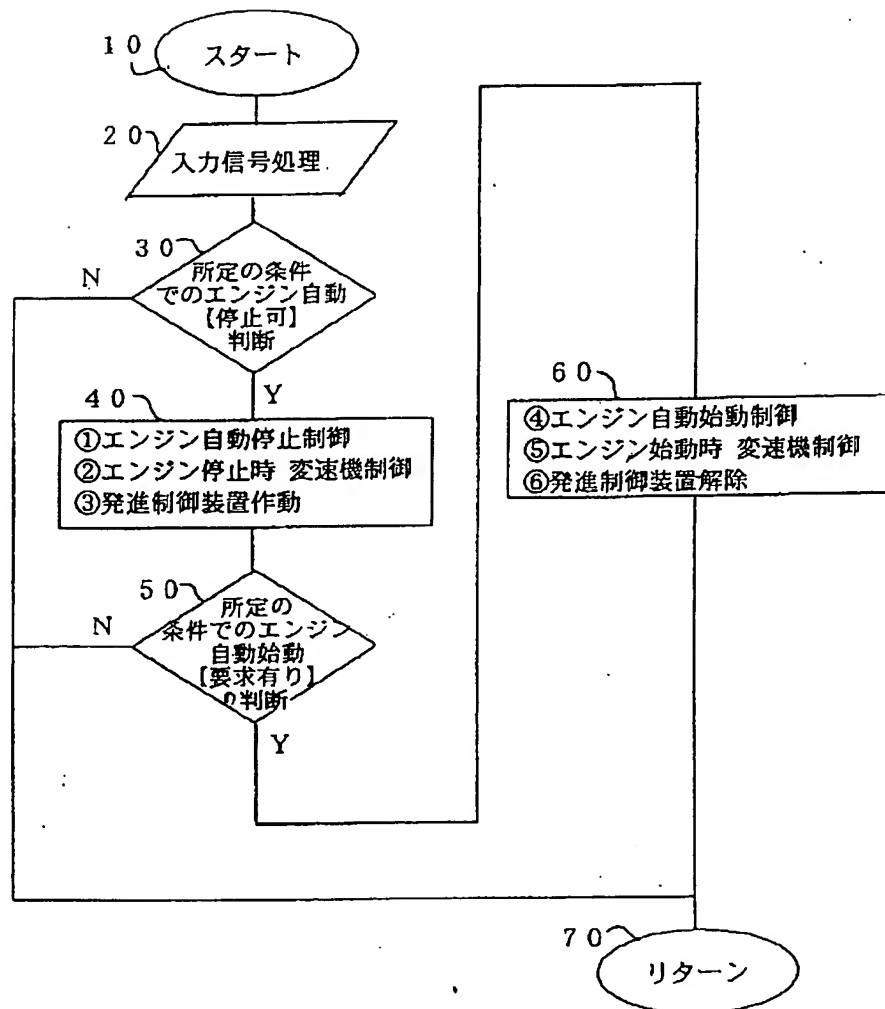 10
スタート
20
入力信号処理
30
N
所定の条件
でのエンジン自動
【停止可】
判断
Y
40
①エンジン自動停止制御
②エンジン停止時 変速機制御
③発進制御装置作動
50
N
所定の
条件でのエンジン
自動始動
【要求有り】
の判断
Y
60
④エンジン自動始動制御
⑤エンジン始動時 変速機制御
⑥発進制御装置解除
70
リターン